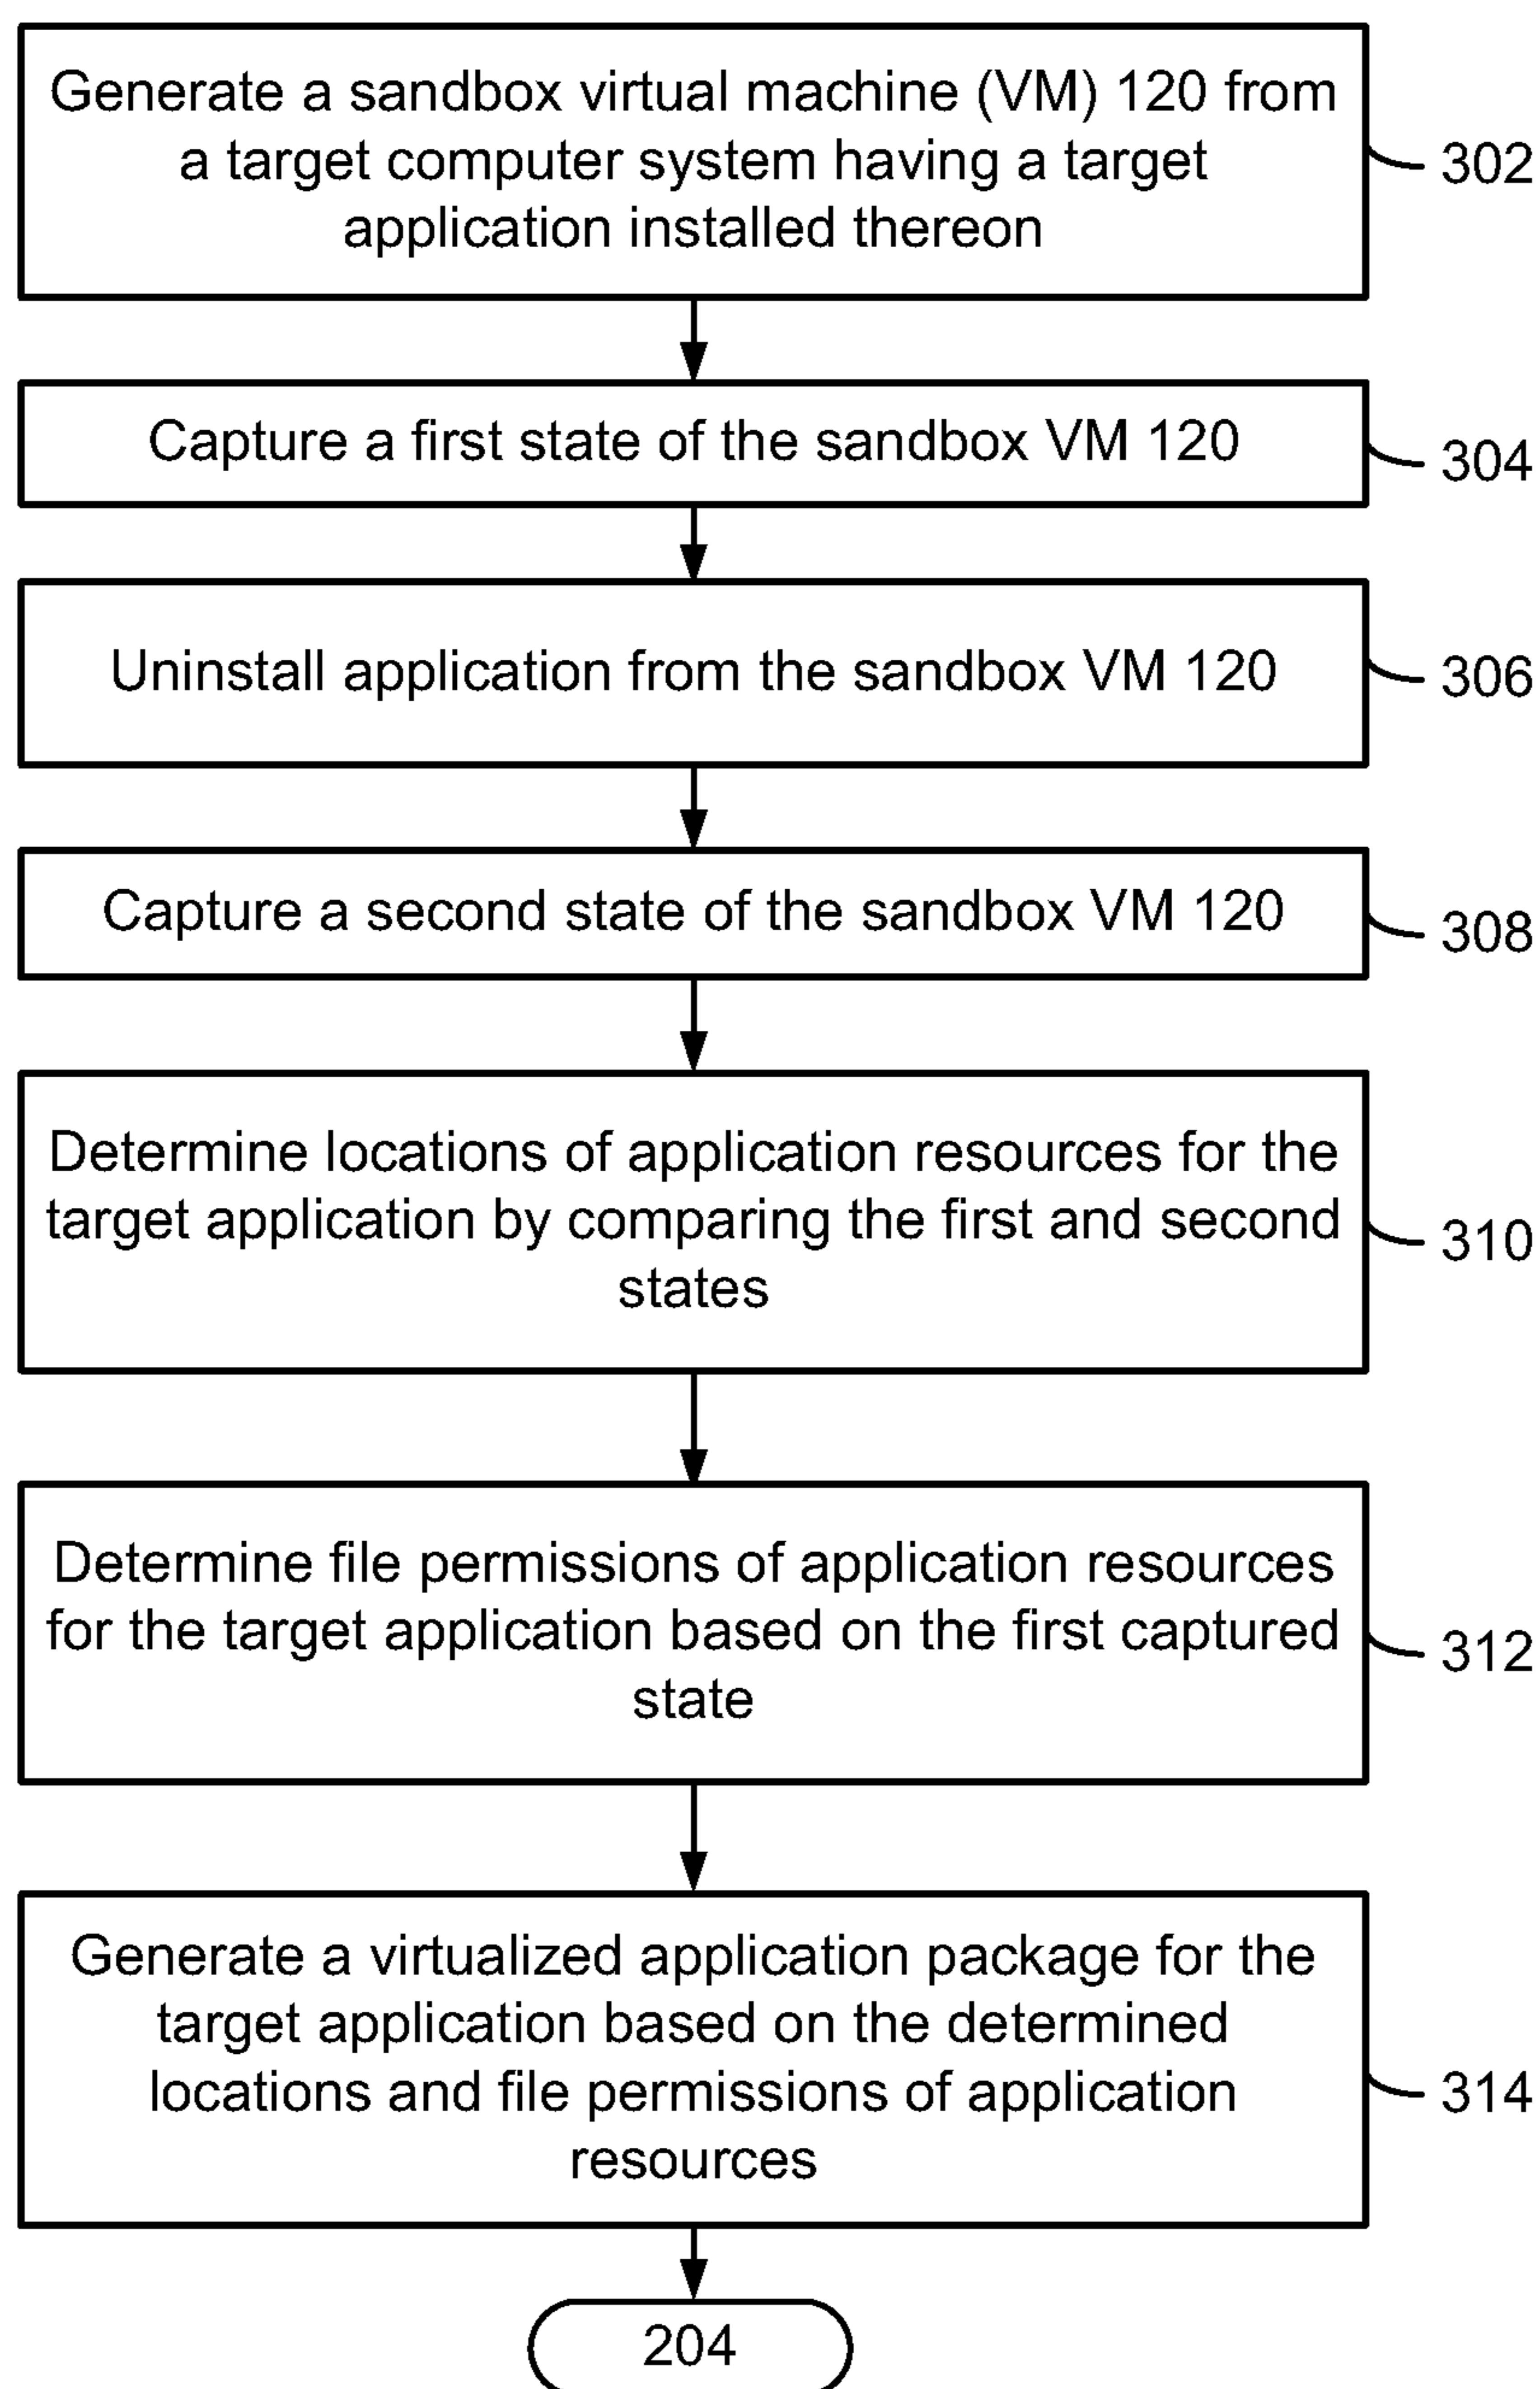 Generate a sandbox virtual machine (VM) 120 from
a target computer system having a target
application installed thereon
302
Capture a first state of the sandbox VM 120
304
Uninstall application from the sandbox VM 120
306
Capture a second state of the sandbox VM 120
308
Determine locations of application resources for the
target application by comparing the first and second
states
310
Determine file permissions of application resources
for the target application based on the first captured
state
312
Generate a virtualized application package for the
target application based on the determined
locations and file permissions of application
resources
314
204